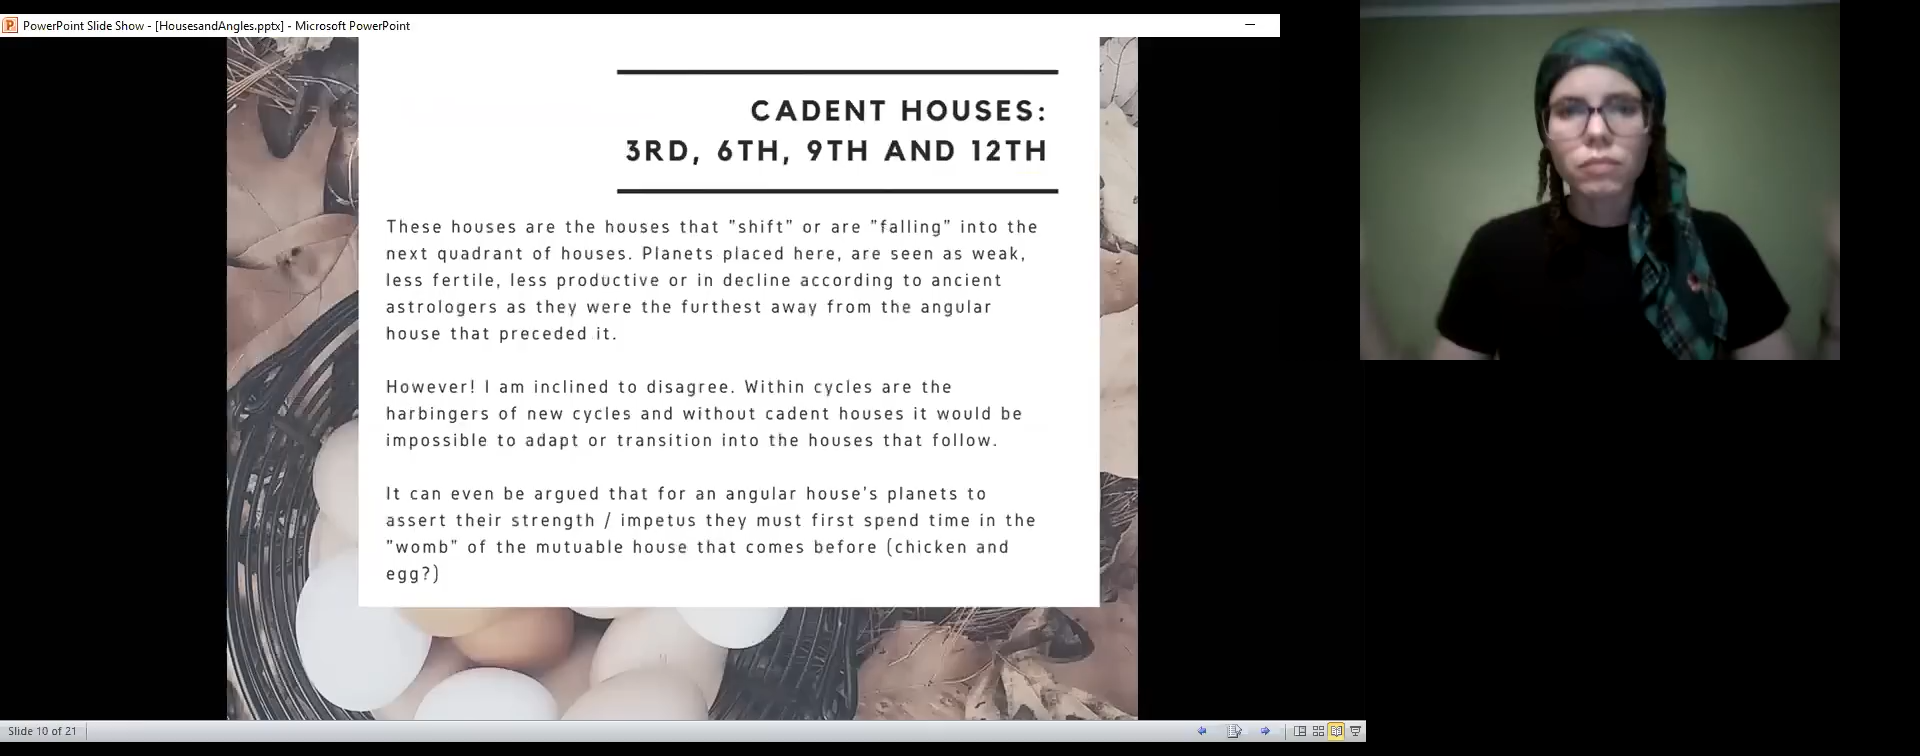 PowerPoint Slide Show - [HousesandAngles.pptx] - Microsoft PowerPoint
CADENT HOUSES:
3RD, 6TH, 9TH AND 12TH
These houses are the houses that "shift" or are "falling" into the
next quadrant of houses. Planets placed here, are seen as weak,
less fertile, less productive or in decline according to ancient
astrologers as they were the furthest away from the angular
house that preceded it.
However! I am inclined to disagree. Within cycles are the
harbingers of new cycles and without cadent houses it would be
impossible to adapt or transition into the houses that follow.
It can even be argued that for an angular house's planets to
assert their strength / impetus they must first spend time in the
"womb" of the mutuable house that comes before (chicken and
egg?)
Slide 10 of 21